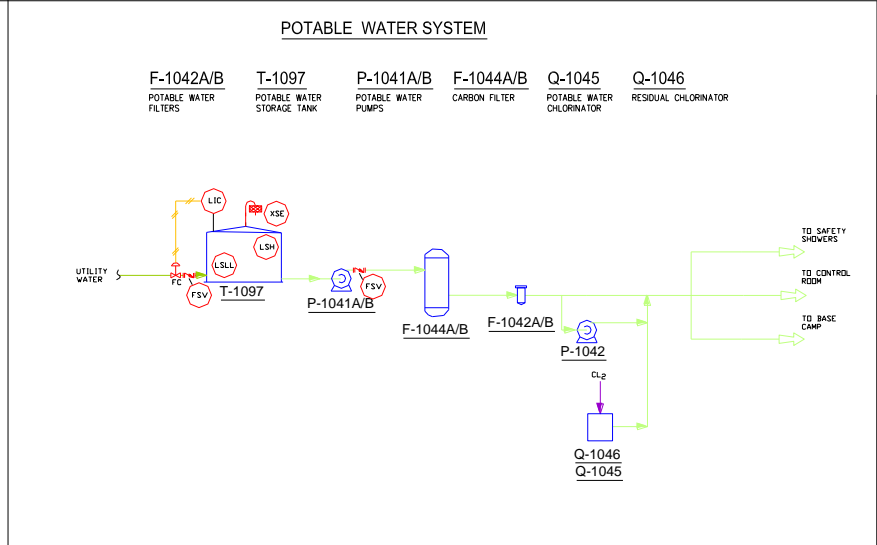 POTABLE WATER SYSTEM
F-1042A/B
POTABLE WATER
FILTERS
T-1097
POTABLE WATER
STORAGE TANK
P-1041A/B
POTABLE WATER
PUMPS
F-1044A/B
CARBON FILTER
Q-1045
POTABLE WATER
CHLORINATOR
Q-1046
RESIDUAL CHLORINATOR
LIC
XSE
LSH
LSLL
UTILITY
WATER
FC
FSV
T-1097
P-1041A/B
FSV
F-1044A/B
F-1042A/B
P-1042
CL2
Q-1046
Q-1045
TO SAFETY
SHOWERS
TO CONTROL
ROOM
TO BASE
CAMP